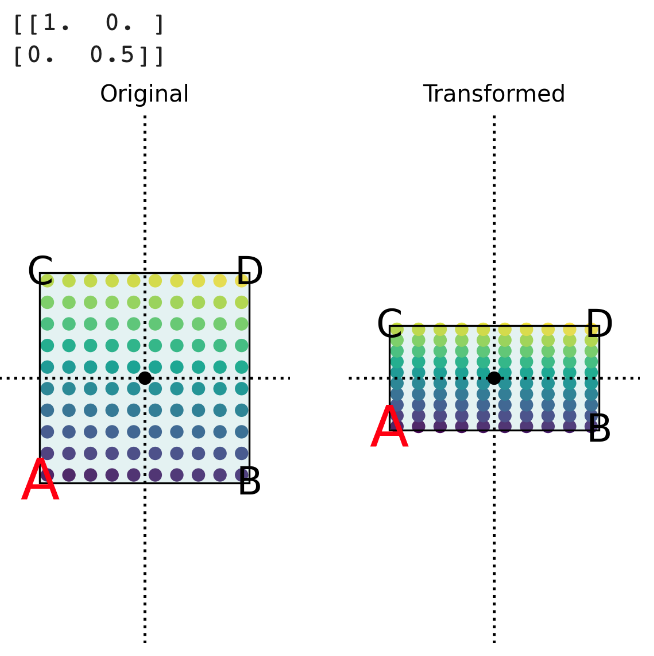 [[1. 0. ]
[0. 0.5]]
Original
Transformed
C D
A B
C D
A B